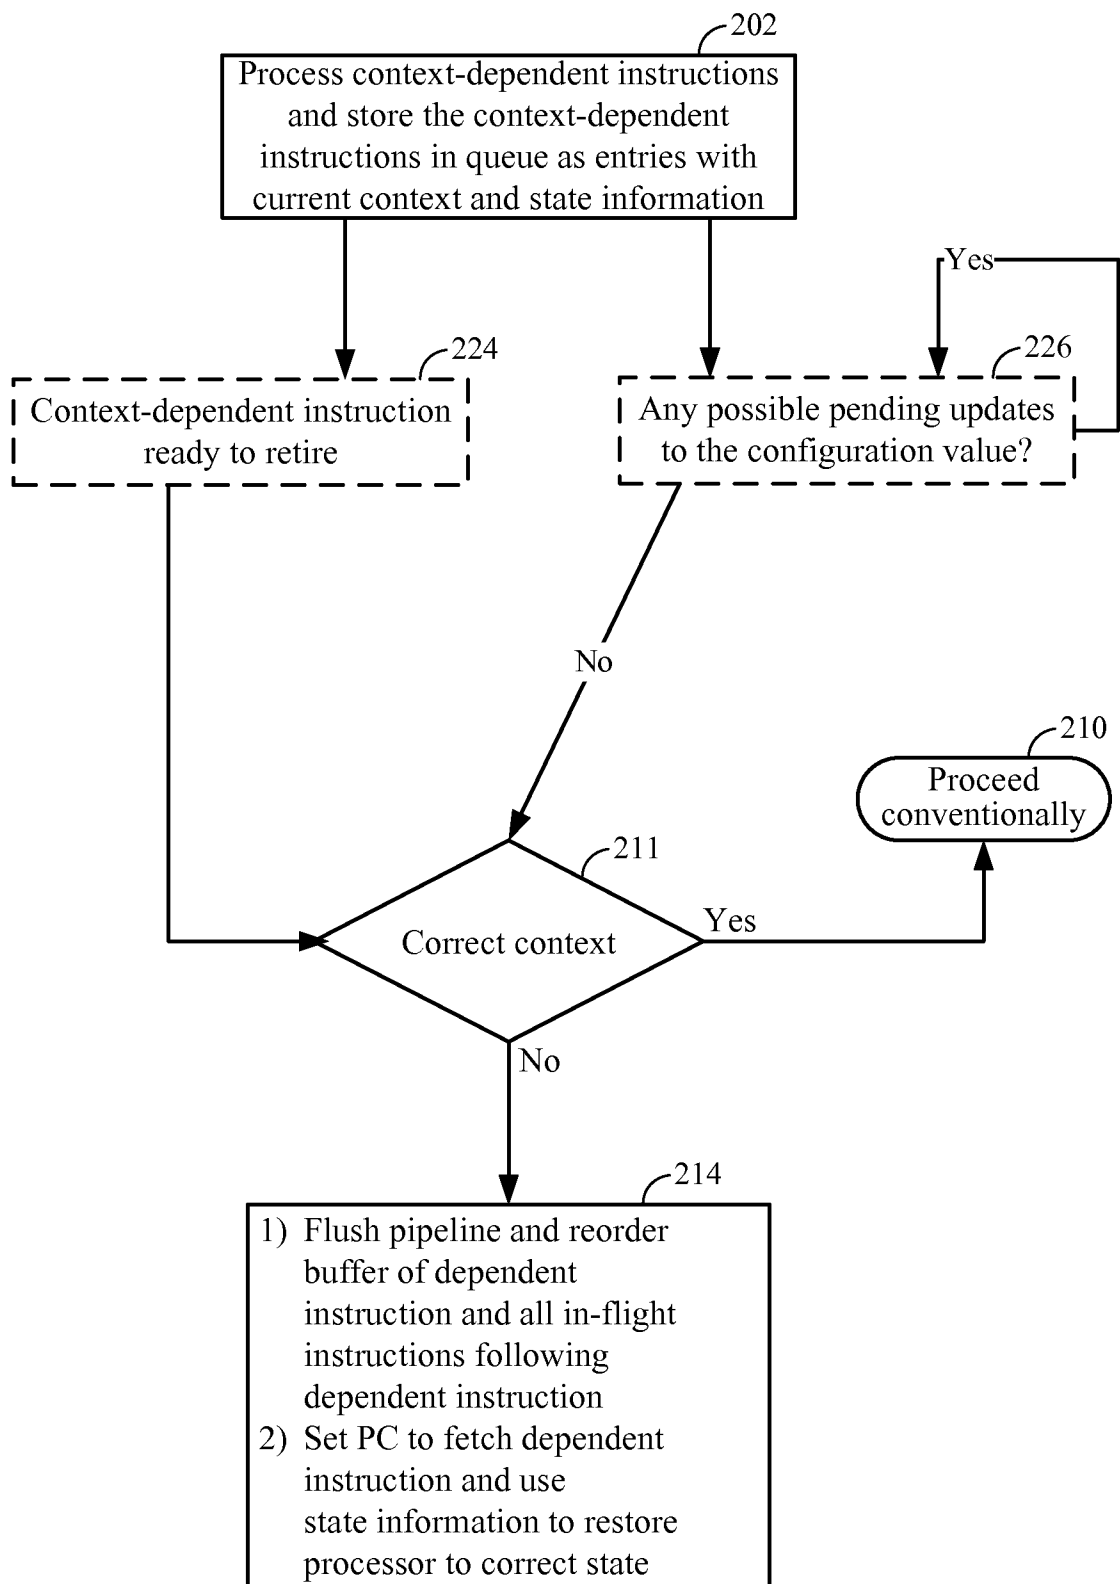 202
Process context-dependent instructions
and store the context-dependent
instructions in queue as entries with
current context and state information
Yes
224
226
Context-dependent instruction
ready to retire
Any possible pending updates
to the configuration value?
No
210
Proceed
conventionally
211
Correct context
Yes
No
214
1) Flush pipeline and reorder
buffer of dependent
instruction and all in-flight
instructions following
dependent instruction
2) Set PC to fetch dependent
instruction and use
state information to restore
processor to correct state